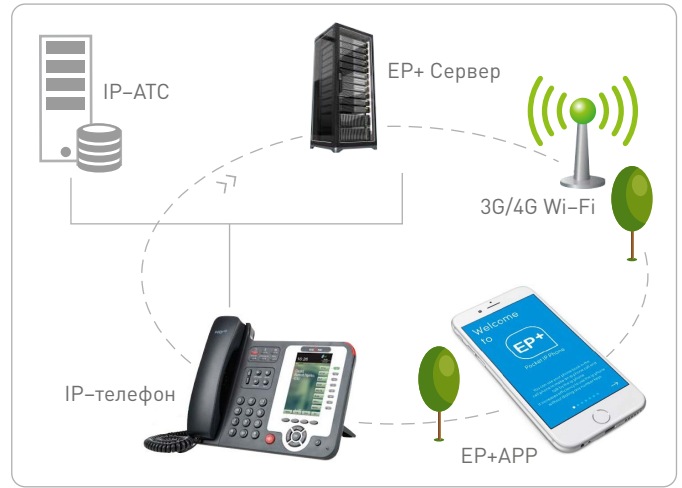 IP–АТС
EP+ Сервер
3G/4G Wi–Fi
IP–телефон
Welcome
to
EP+
Pocket IP Phone
EP+APP